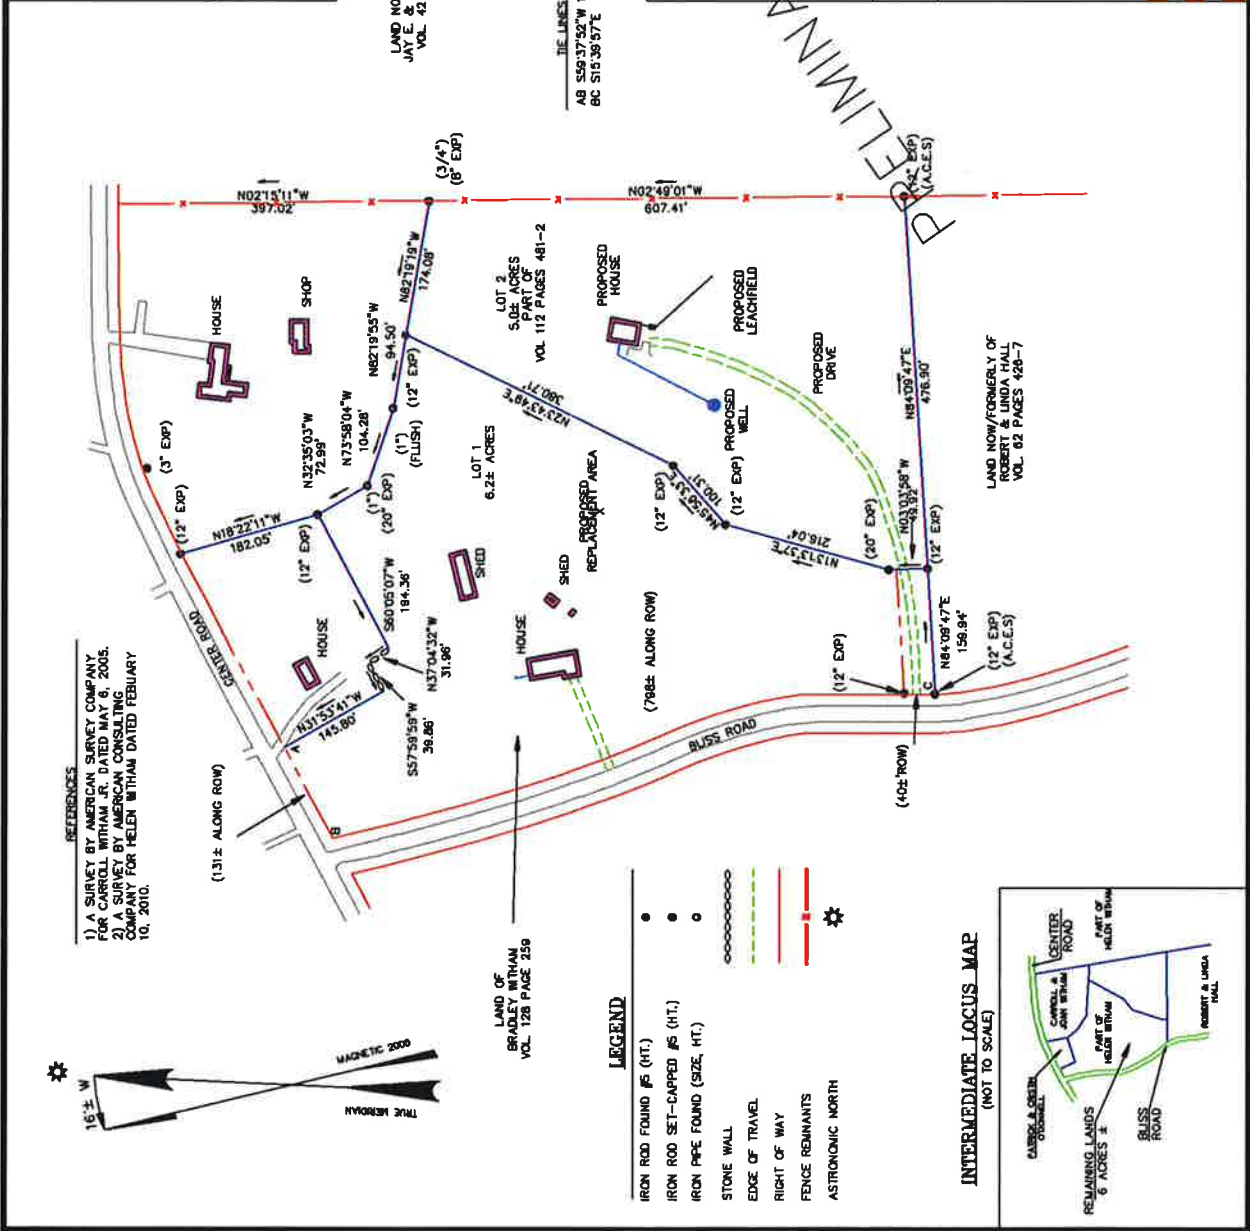 LAND NO
JAY E. &
VOL. 42
TIE LINES
AB S59°37'52"W
BC S15°39'57"E
PRELIMINA
REFERENCES
1) A SURVEY BY AMERICAN SURVEY COMPANY
FOR CARROLL WITHAM JR. DATED MAY 6, 2005.
2) A SURVEY BY AMERICAN CONSULTING
COMPANY FOR HELEN WITHAM DATED FEBUARY
10, 2010.
16°± W
MAGNETIC 2000
TRUE MERIDIAN
CENTER ROAD
(3" EXP)
(12" EXP)
N18°22'11"W
182.05'
(12" EXP)
N32°35'03"W
72.99'
N73°58'04"W
104.28'
(1")
(20" EXP)
(1")
(FLUSH)
N82°19'55"W
94.50'
(12" EXP)
N82°19'19"W
174.08'
(3/4")
(8" EXP)
N02°15'11"W
397.02'
N02°49'01"W
607.41'
HOUSE
SHOP
HOUSE
S60°05'07"W
194.36'
N37°04'32"W
31.96'
S57°59'59"W
39.86'
N31°53'41"W
145.80'
A
B
C
(131± ALONG ROW)
LOT 1
6.2± ACRES
LOT 2
5.0± ACRES
PART OF
VOL 112 PAGES 481-2
SHED
SHED
HOUSE
PROPOSED
REPLACEMENT AREA
(798± ALONG ROW)
N23°43'49"E
380.71'
(12" EXP)
N45°56'33"E
100.31'
(12" EXP)
N13°13'37"E
216.04'
(20" EXP)
N03°03'58"W
49.92'
(12" EXP)
PROPOSED
HOUSE
PROPOSED
LEACHFIELD
PROPOSED
WELL
PROPOSED
DRIVE
N84°09'47"E
476.90'
N84°09'47"E
159.94'
(12" EXP)
(12" EXP)
(A.C.E.S)
(12" EXP)
(A.C.E.S)
(40±'ROW)
BLISS ROAD
LAND NOW/FORMERLY OF
ROBERT & LINDA HALL
VOL. 62 PAGES 426-7
LAND OF
BRADLEY WITHAM
VOL. 128 PAGE 259
LEGEND
IRON ROD FOUND #5 (HT.)
IRON ROD SET-CAPPED #5 (HT.)
IRON PIPE FOUND (SIZE, HT.)
STONE WALL
EDGE OF TRAVEL
RIGHT OF WAY
FENCE REMNANTS
ASTRONOMIC NORTH
INTERMEDIATE LOCUS MAP
(NOT TO SCALE)
CENTER
ROAD
CARROLL &
JOAN WITHAM
PART OF
HELEN WITHAM
PART OF
HELEN WITHAM
O'DONNELL
REMAINING LANDS
6 ACRES ±
BLISS
ROAD
ROBERT & LINDA
HALL